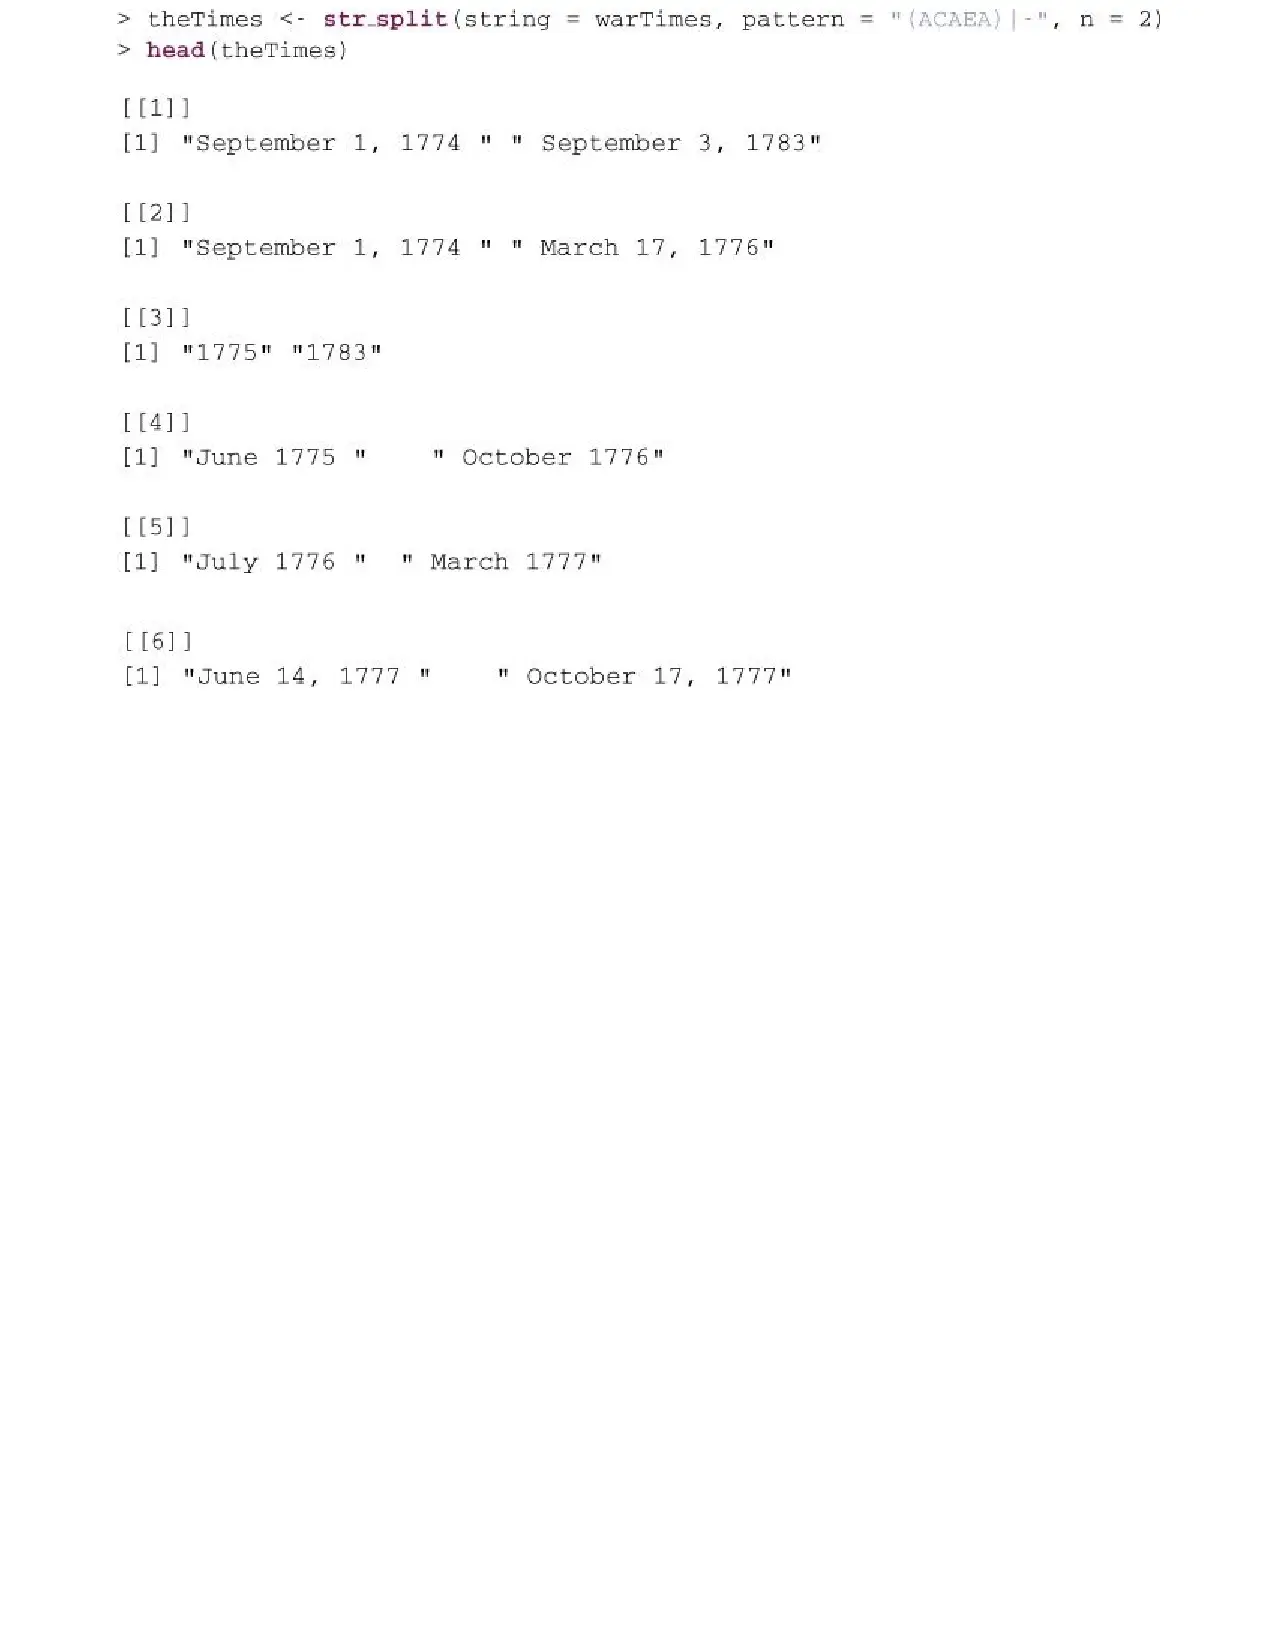 > theTimes <- str_split(string = warTimes, pattern = "(ACAEA)|-", n = 2)
> head(theTimes)
[[1]]
[1] "September 1, 1774 " " September 3, 1783"
[[2]]
[1] "September 1, 1774 " " March 17, 1776"
[[3]]
[1] "1775" "1783"
[[4]]
[1] "June 1775 "    " October 1776"
[[5]]
[1] "July 1776 "  " March 1777"
[[6]]
[1] "June 14, 1777 "    " October 17, 1777"